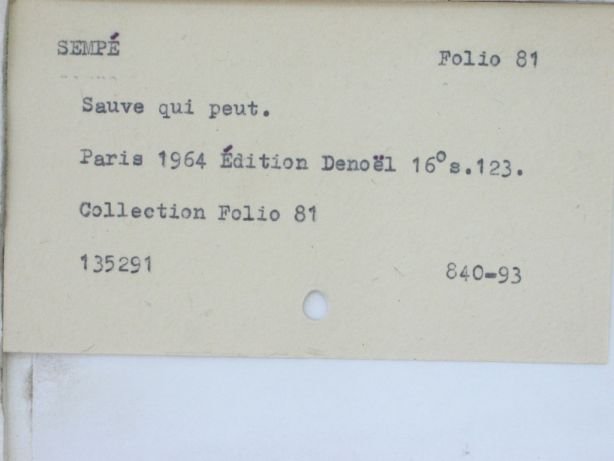 SEMPÉ Folio 81
Sauve qui peut.
Paris 1964 Édition Denoël 16° s.123.
Collection Folio 81
135291 840-93